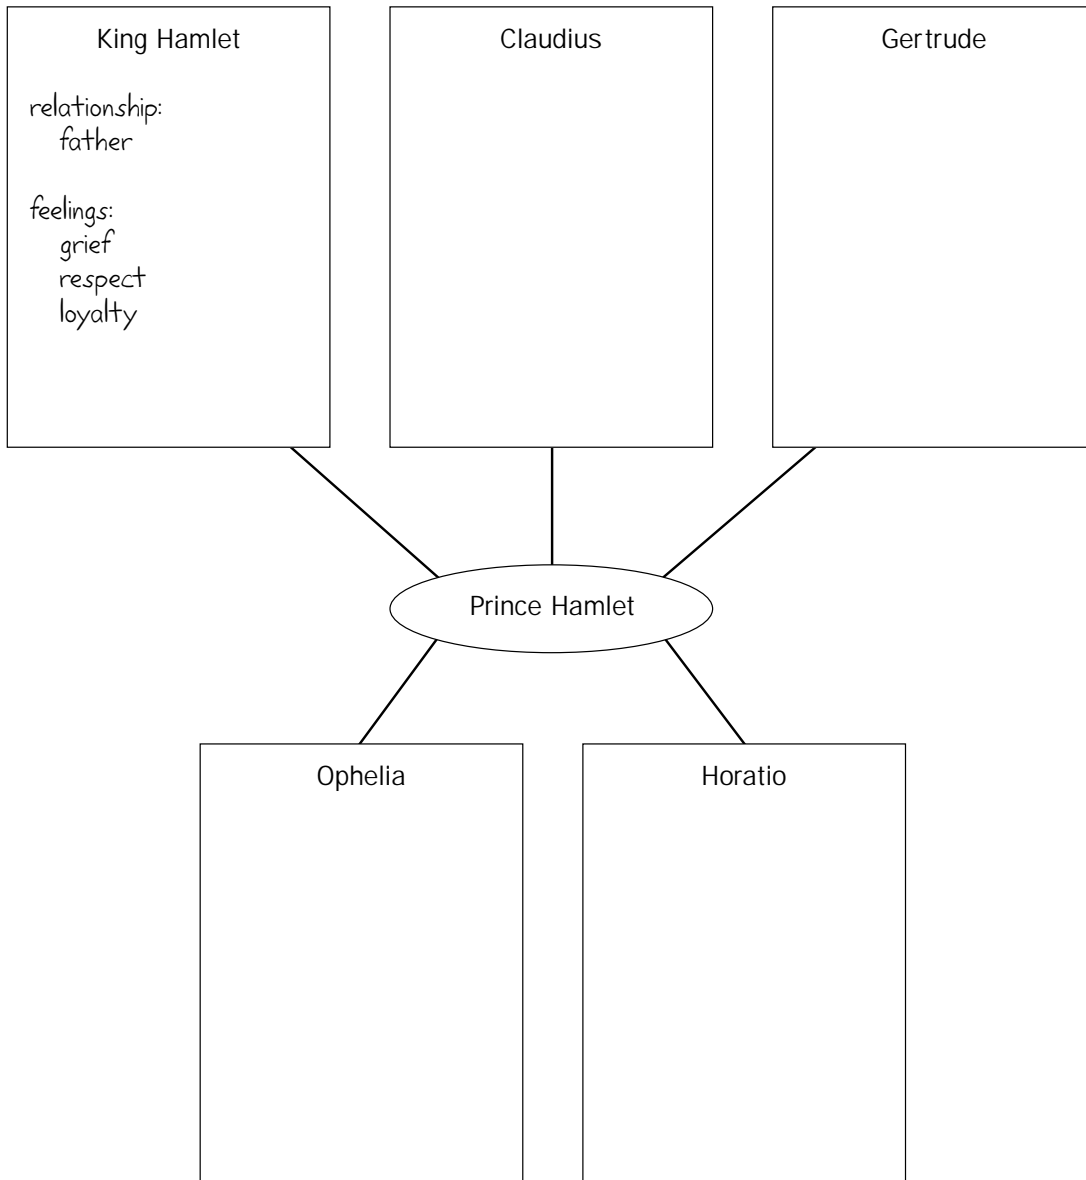 King Hamlet
relationship:
father
feelings:
grief
respect
loyalty
Claudius
Gertrude
Prince Hamlet
Ophelia
Horatio